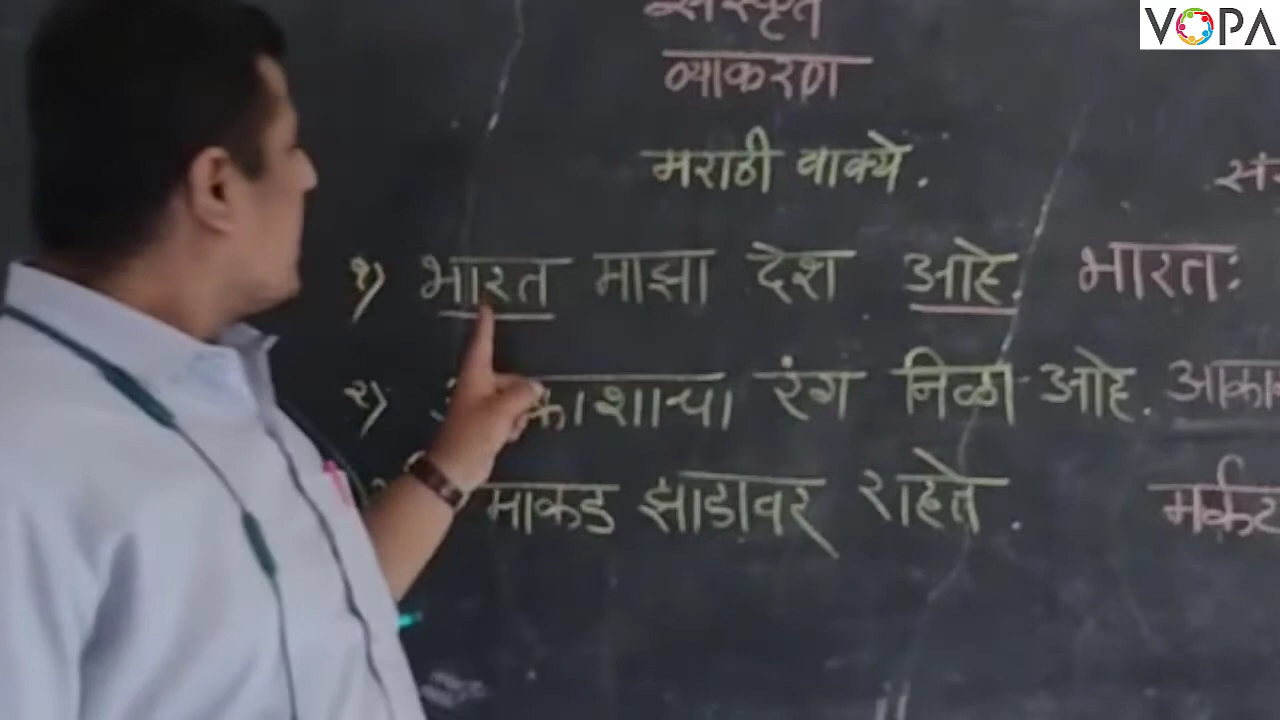 VOPA
संस्कृत
व्याकरण
मराठी वाक्ये.
१) भारत माझा देश आहे. भारतः
२) रंग निळा आहे.
माकड झाडावर राहते.